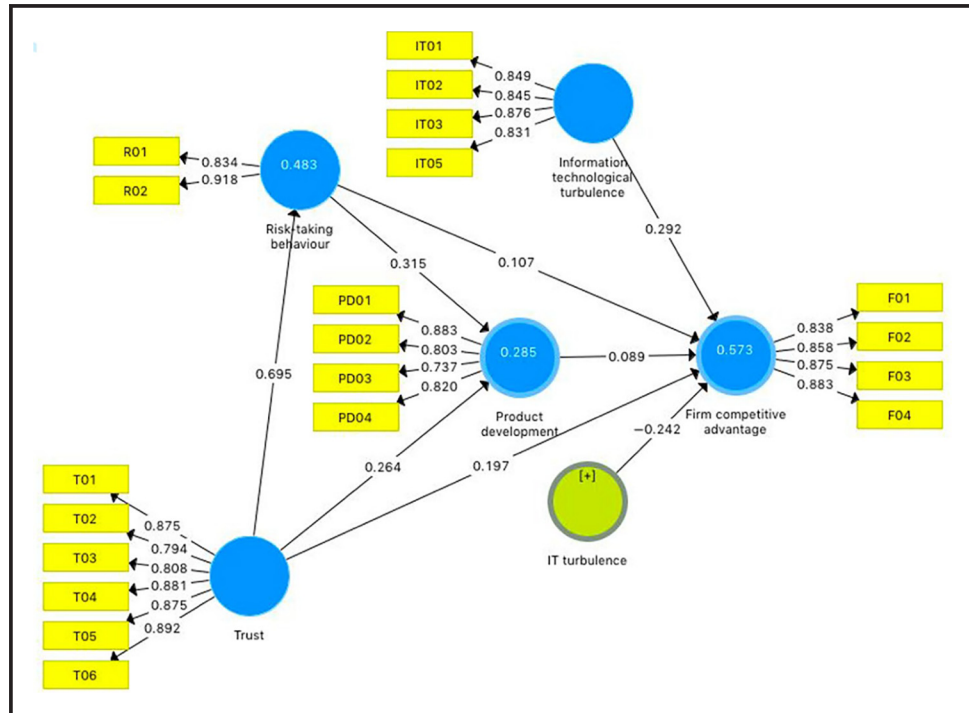 IT01
IT02
IT03
IT05
0.849
0.845
0.876
0.831
Information
technological
turbulence
R01
R02
0.834
0.918
0.483
Risk-taking
behaviour
0.292
0.315
0.107
PD01
PD02
PD03
PD04
0.883
0.803
0.737
0.820
0.285
Product
development
0.089
0.573
Firm competitive
advantage
0.838
0.858
0.875
0.883
F01
F02
F03
F04
0.695
0.264
0.197
−0.242
[+]
IT turbulence
T01
T02
T03
T04
T05
T06
0.875
0.794
0.808
0.881
0.875
0.892
Trust